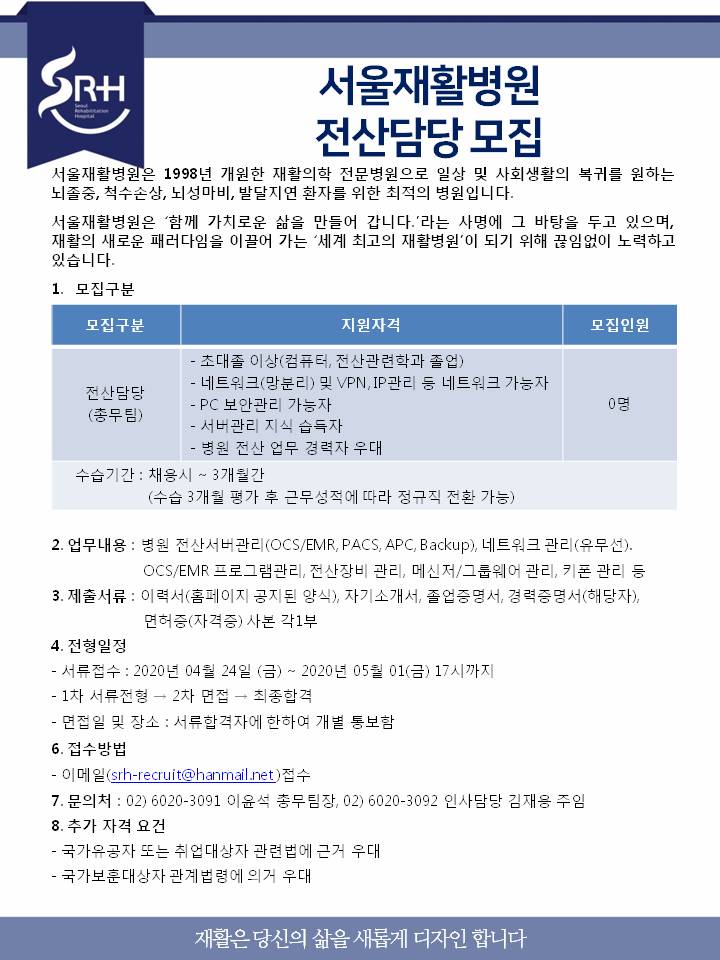 SRH
Seoul
Rehabilitation
Hospital
서울재활병원
전산담당 모집
서울재활병원은 1998년 개원한 재활의학 전문병원으로 일상 및 사회생활의 복귀를 원하는
뇌졸중, 척수손상, 뇌성마비, 발달지연 환자를 위한 최적의 병원입니다.
서울재활병원은 ‘함께 가치로운 삶을 만들어 갑니다.’라는 사명에 그 바탕을 두고 있으며,
재활의 새로운 패러다임을 이끌어 가는 ‘세계 최고의 재활병원’이 되기 위해 끊임없이 노력하고
있습니다.
1. 모집구분
모집구분 지원자격 모집인원
전산담당
(총무팀)
- 초대졸 이상(컴퓨터, 전산관련학과 졸업)
- 네트워크(망분리) 및 VPN, IP관리 등 네트워크 가능자
- PC 보안관리 가능자
- 서버관리 지식 습득자
- 병원 전산 업무 경력자 우대
0명
수습기간 : 채용시 ~ 3개월간
(수습 3개월 평가 후 근무성적에 따라 정규직 전환 가능)
2. 업무내용 : 병원 전산서버관리(OCS/EMR, PACS, APC, Backup), 네트워크 관리(유무선).
OCS/EMR 프로그램관리, 전산장비 관리, 메신저/그룹웨어 관리, 키폰 관리 등
3. 제출서류 : 이력서(홈페이지 공지된 양식), 자기소개서, 졸업증명서, 경력증명서(해당자),
면허증(자격증) 사본 각1부
4. 전형일정
- 서류접수 : 2020년 04월 24일 (금) ~ 2020년 05월 01(금) 17시까지
- 1차 서류전형 → 2차 면접 → 최종합격
- 면접일 및 장소 : 서류합격자에 한하여 개별 통보함
6. 접수방법
- 이메일(srh-recruit@hanmail.net )접수
7. 문의처 : 02) 6020-3091 이윤석 총무팀장, 02) 6020-3092 인사담당 김재용 주임
8. 추가 자격 요건
- 국가유공자 또는 취업대상자 관련법에 근거 우대
- 국가보훈대상자 관계법령에 의거 우대
재활은 당신의 삶을 새롭게 디자인 합니다